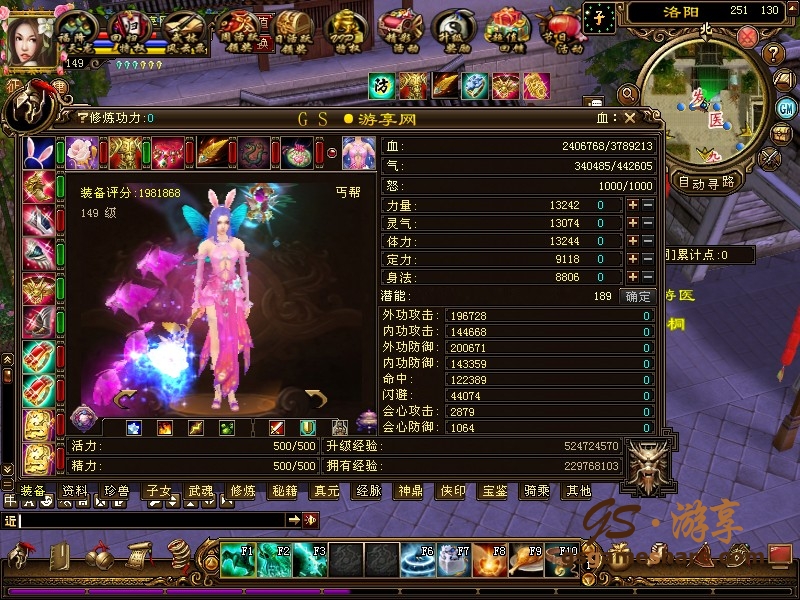 洛阳
251 130
北
149
防
GM
医
自动寻路
修炼功力:0
GS ●游享网
血:
装备评分:1981868
丐帮
149 级
血: 2406768/3789213
气: 340485/442605
怒: 1000/1000
力量: 13242 0
灵气: 13074 0
体力: 13244 0
定力: 9118 0
身法: 8806 0
潜能: 189 确定
外功攻击: 196728 0
内功攻击: 144668 0
外功防御: 200671 0
内功防御: 143359 0
命中: 122389 0
闪避: 44074 0
会心攻击: 2879 0
会心防御: 1064 0
累计点:0
医
桐
活力: 500/500 升级经验: 524724570
精力: 500/500 拥有经验: 229768103
装备 资料 珍兽 子女 武魂 修炼 秘籍 真元 经脉 神鼎 侠印 宝鉴 骑乘 其他
近
GS·游享
F1 F2 F3 F6 F7 F8 F9 F10